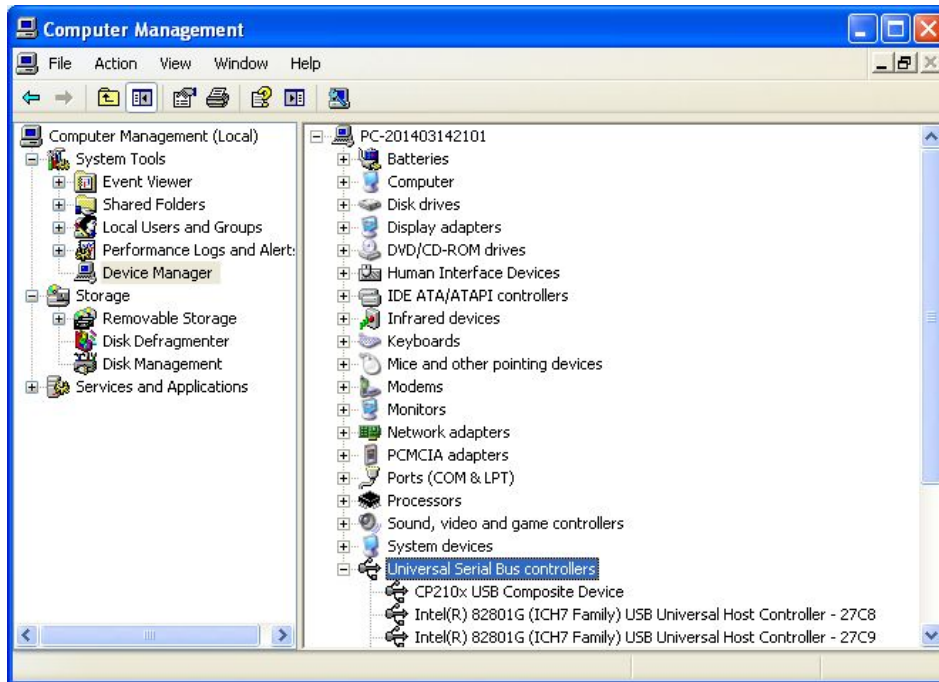 Computer Management
File Action View Window Help
Computer Management (Local)
System Tools
Event Viewer
Shared Folders
Local Users and Groups
Performance Logs and Alert
Device Manager
Storage
Removable Storage
Disk Defragmenter
Disk Management
Services and Applications
PC-201403142101
Batteries
Computer
Disk drives
Display adapters
DVD/CD-ROM drives
Human Interface Devices
IDE ATA/ATAPI controllers
Infrared devices
Keyboards
Mice and other pointing devices
Modems
Monitors
Network adapters
PCMCIA adapters
Ports (COM & LPT)
Processors
Sound, video and game controllers
System devices
Universal Serial Bus controllers
CP210x USB Composite Device
Intel(R) 82801G (ICH7 Family) USB Universal Host Controller - 27C8
Intel(R) 82801G (ICH7 Family) USB Universal Host Controller - 27C9